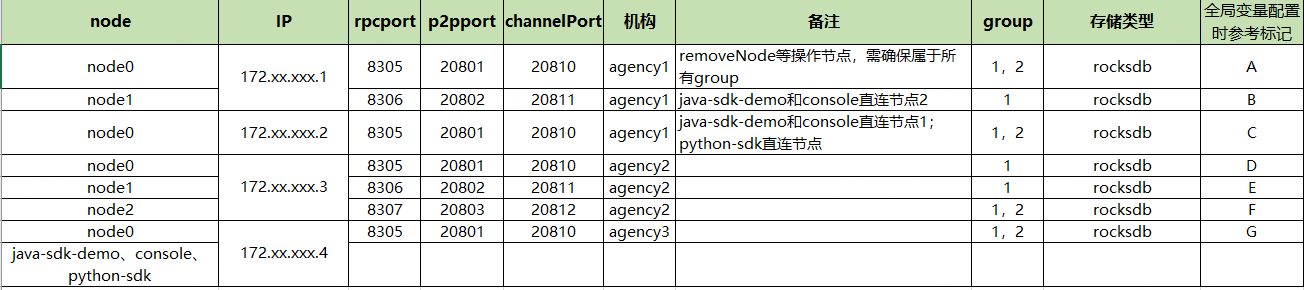 node IP rpcport p2pport channelPort 机构 备注 group 存储类型 全局变量配置
时参考标记
node0 172.xx.xxx.1 8305 20801 20810 agency1 removeNode等操作节点，需确保属于所
有group 1，2 rocksdb A
node1 8306 20802 20811 agency1 java-sdk-demo和console直连节点2 1 rocksdb B
node0 172.xx.xxx.2 8305 20801 20810 agency1 java-sdk-demo和console直连节点1；
python-sdk直连节点 1，2 rocksdb C
node0 172.xx.xxx.3 8305 20801 20810 agency2 1 rocksdb D
node1 8306 20802 20811 agency2 1 rocksdb E
node2 8307 20803 20812 agency2 1，2 rocksdb F
node0 172.xx.xxx.4 8305 20801 20810 agency3 1，2 rocksdb G
java-sdk-demo、console、
python-sdk